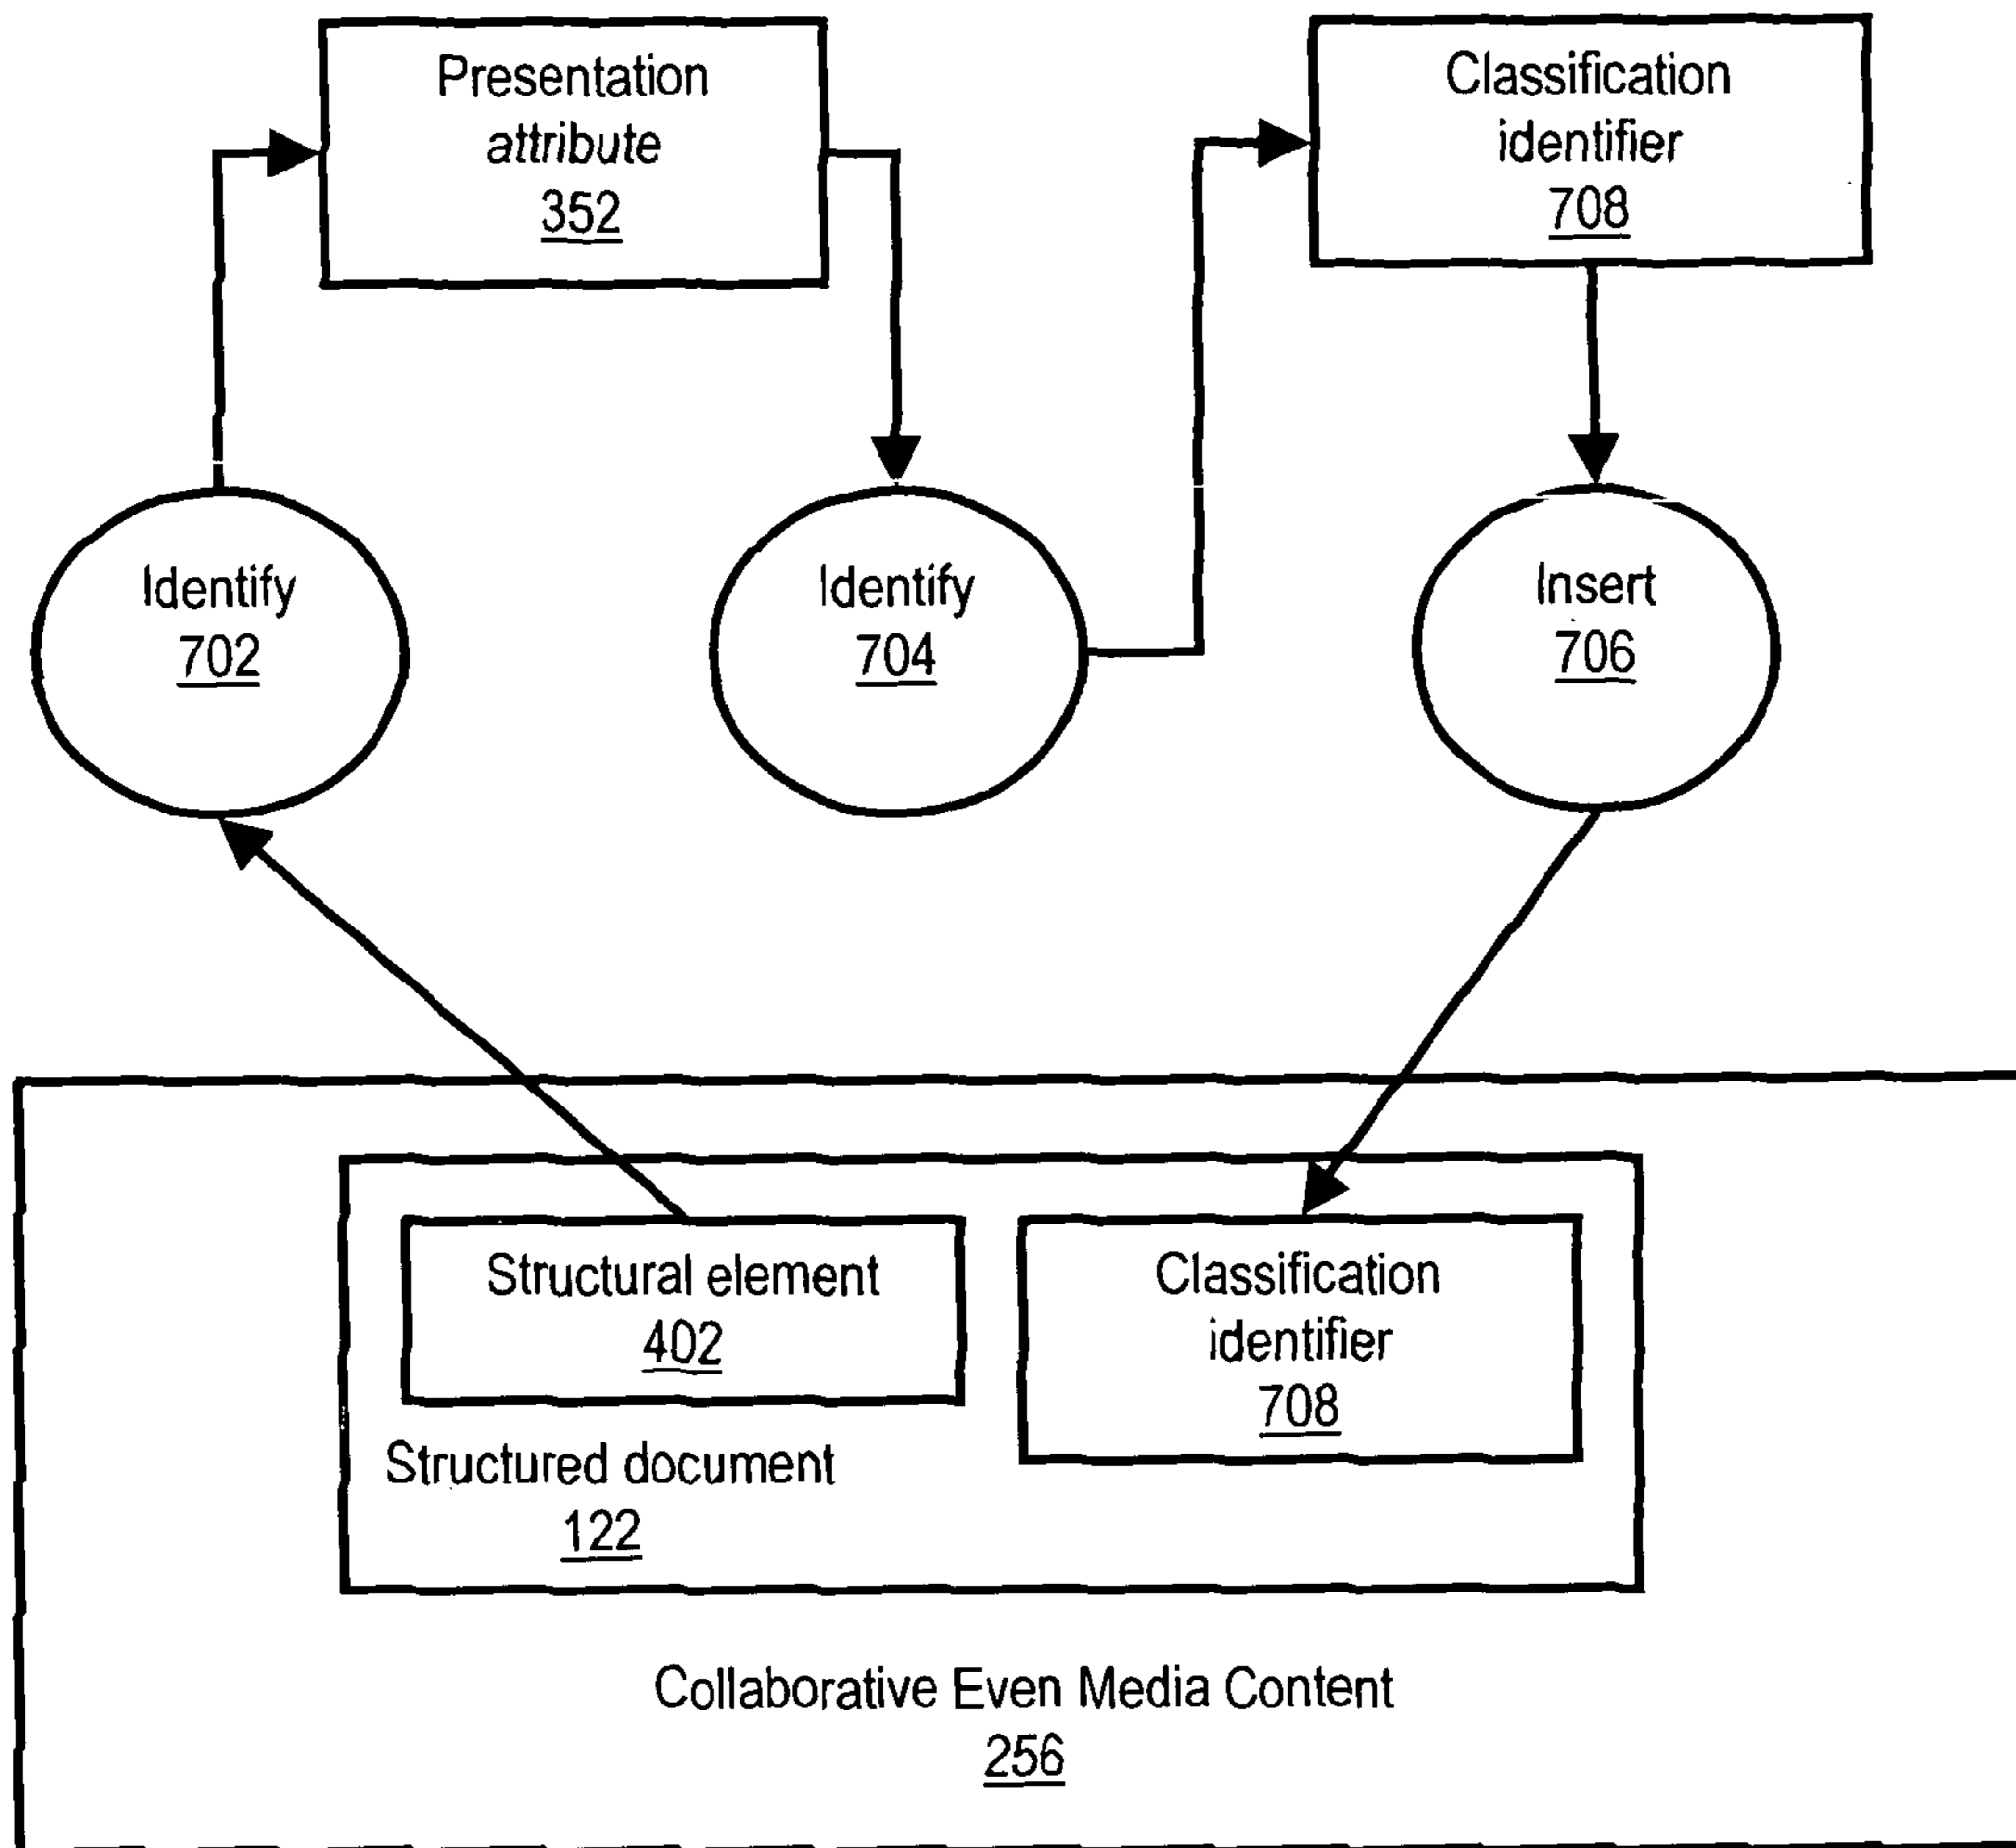 Presentation
attribute
352
Classification
identifier
708
Identify
702
Identify
704
Insert
706
Structural element
402
Classification
identifier
708
Structured document
122
Collaborative Even Media Content
256